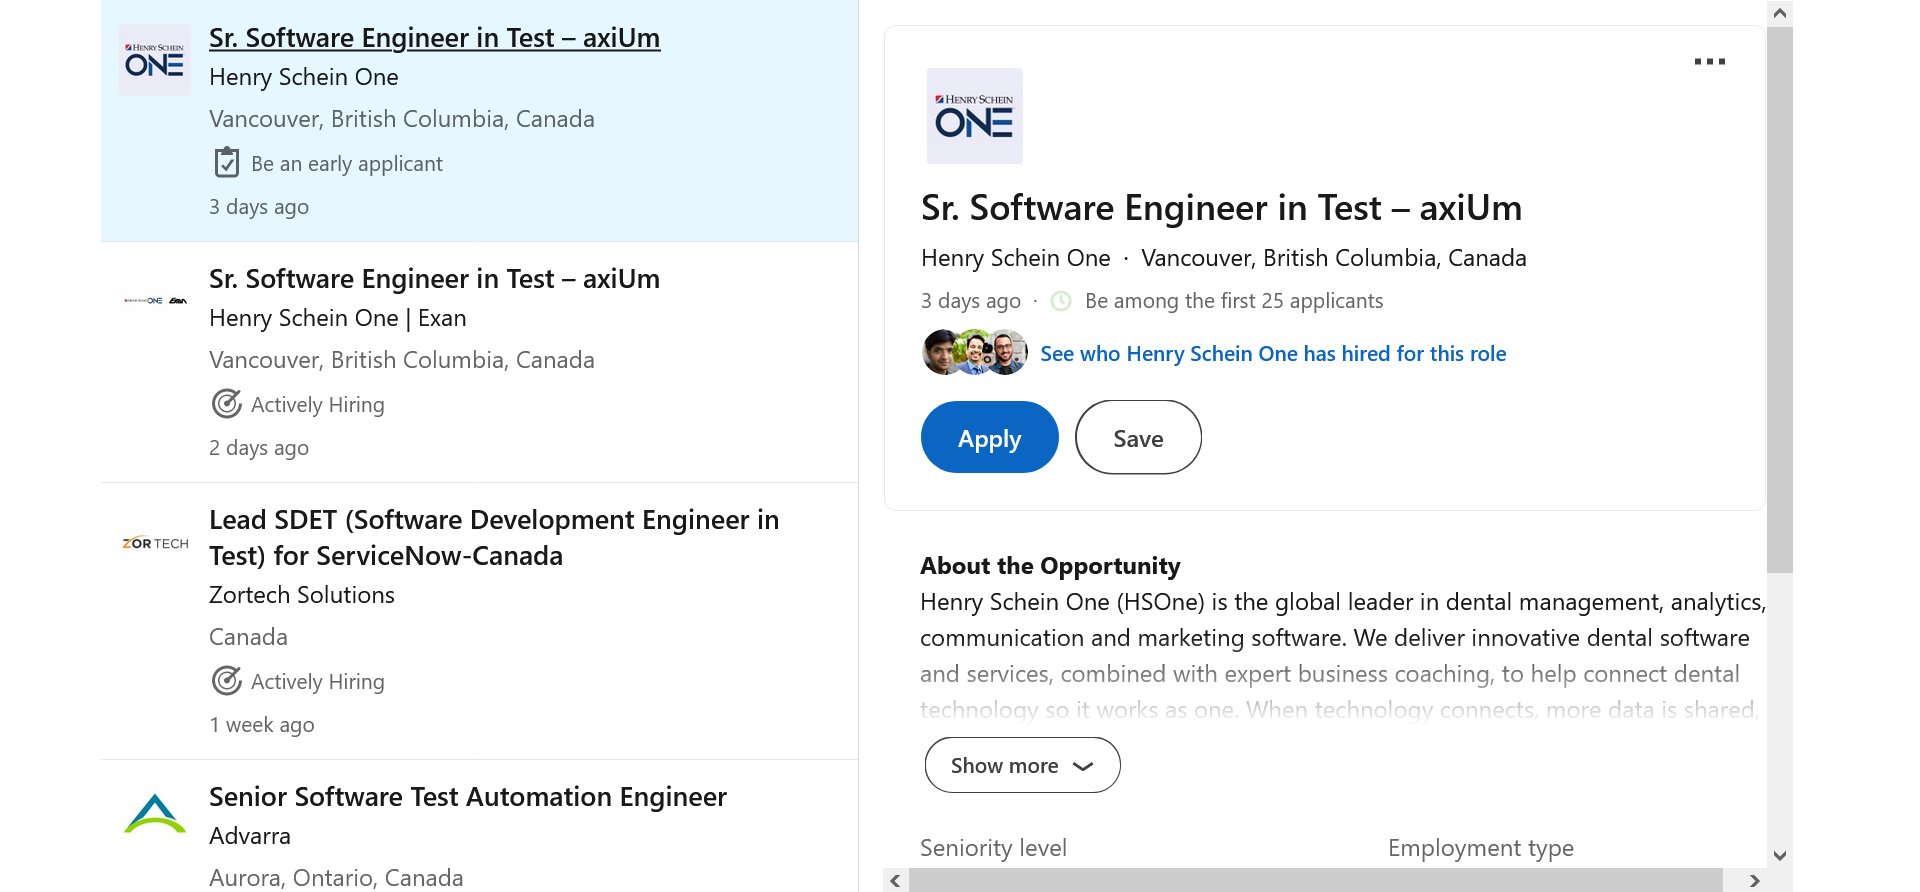 HENRY SCHEIN
ONE
Sr. Software Engineer in Test – axiUm
Henry Schein One
Vancouver, British Columbia, Canada
Be an early applicant
3 days ago
Sr. Software Engineer in Test – axiUm
Henry Schein One | Exan
Vancouver, British Columbia, Canada
Actively Hiring
2 days ago
ZOR TECH
Lead SDET (Software Development Engineer in
Test) for ServiceNow-Canada
Zortech Solutions
Canada
Actively Hiring
1 week ago
Senior Software Test Automation Engineer
Advarra
Aurora, Ontario, Canada
HENRY SCHEIN
ONE
Sr. Software Engineer in Test – axiUm
Henry Schein One · Vancouver, British Columbia, Canada
3 days ago · Be among the first 25 applicants
See who Henry Schein One has hired for this role
Apply
Save
About the Opportunity
Henry Schein One (HSOne) is the global leader in dental management, analytics,
communication and marketing software. We deliver innovative dental software
and services, combined with expert business coaching, to help connect dental
technology so it works as one. When technology connects, more data is shared,
Show more
Seniority level
Employment type